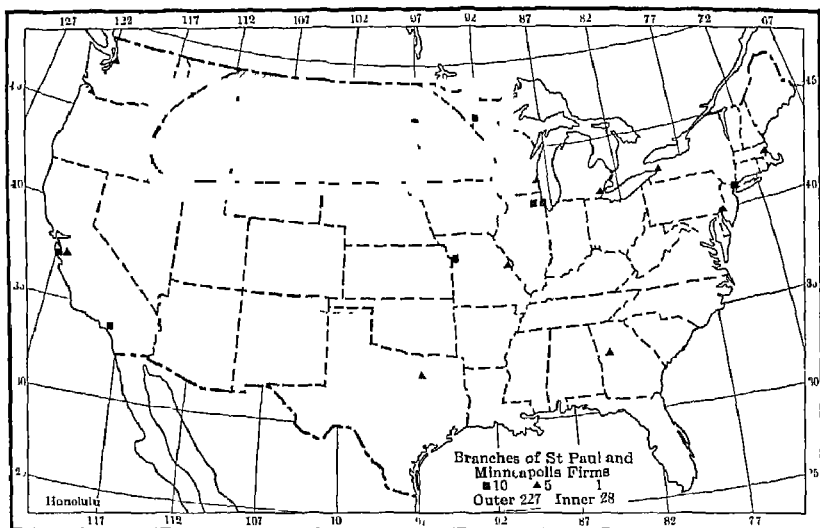 127 122 117 112 107 102 97 92 87 82 77 72 67
45 45
40 40
35 35
30 30
25
Honolulu
Branches of St Paul and
Minneapolis Firms
■ 10 ▲ 5 1
Outer 227 Inner 28
117 112 107 10 92 87 82 77